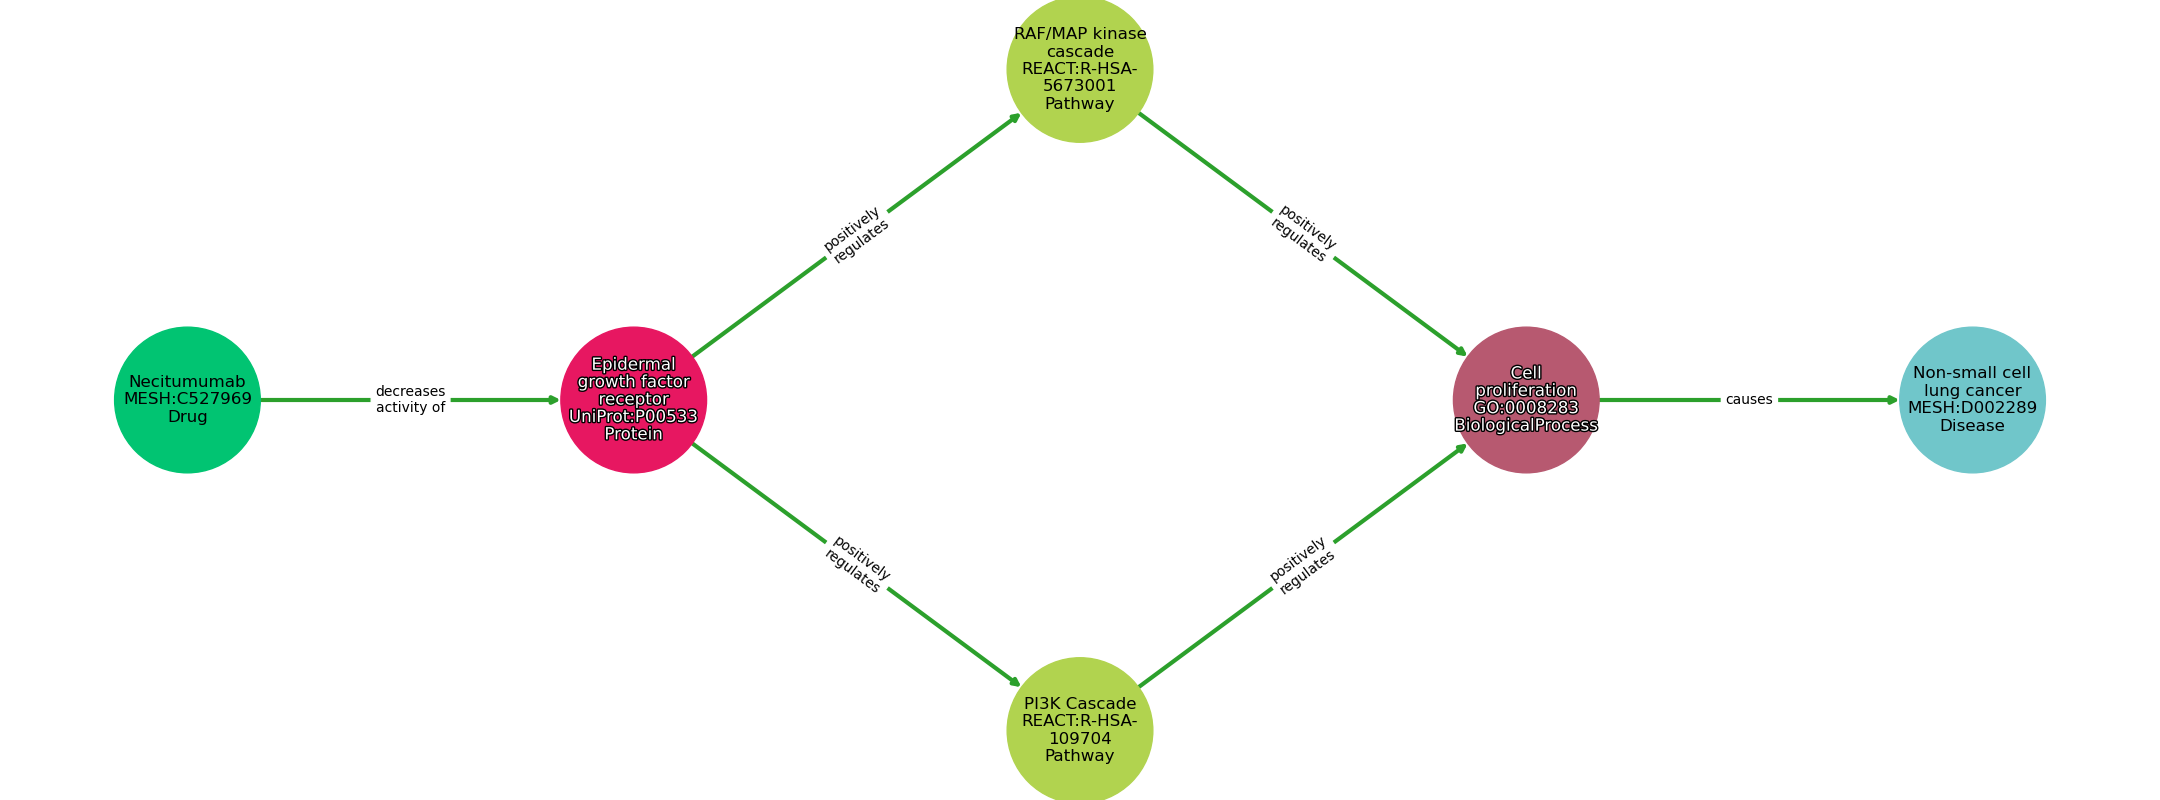 RAF/MAP kinase
cascade
REACT:R-HSA-
5673001
Pathway
positively
regulates
positively
regulates
Necitumumab
MESH:C527969
Drug
decreases
activity of
Epidermal
growth factor
receptor
UniProt:P00533
Protein
Cell
proliferation
GO:0008283
BiologicalProcess
causes
Non-small cell
lung cancer
MESH:D002289
Disease
positively
regulates
positively
regulates
PI3K Cascade
REACT:R-HSA-
109704
Pathway